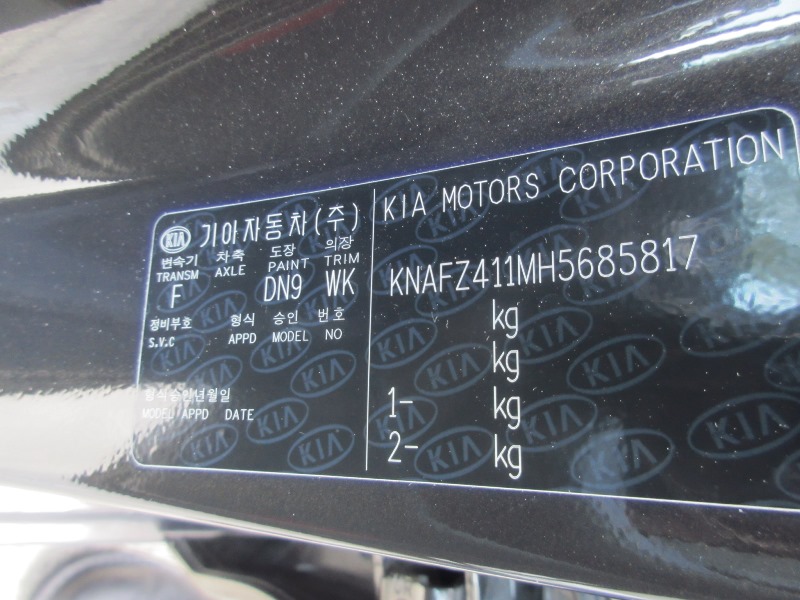 KIA 기아자동차(주)
변속기 차축 도장 의장
TRANSM AXLE PAINT TRIM
F DN9 WK
정비부호 형식 승인 번호
S.V.C APPD MODEL NO
형식승인년월일
MODEL APPD DATE
KIA MOTORS CORPORATION
KNAFZ411MH5685817
kg
kg
1- kg
2- kg